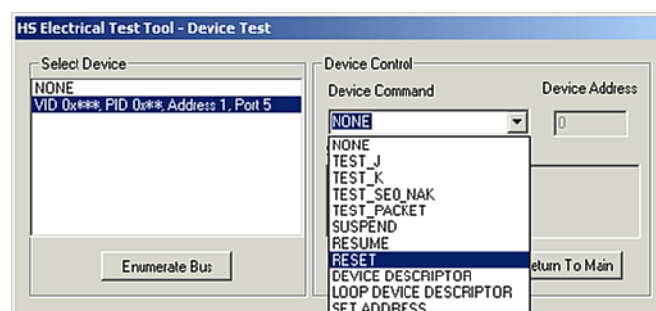 HS Electrical Test Tool - Device Test
Select Device
NONE
VID 0x***, PID 0x**, Address 1, Port 5
Enumerate Bus
Device Control
Device Command
Device Address
NONE
0
NONE
TEST_J
TEST_K
TEST_SE0_NAK
TEST_PACKET
SUSPEND
RESUME
RESET
DEVICE DESCRIPTOR
LOOP DEVICE DESCRIPTOR
SET ADDRESS
eturn To Main